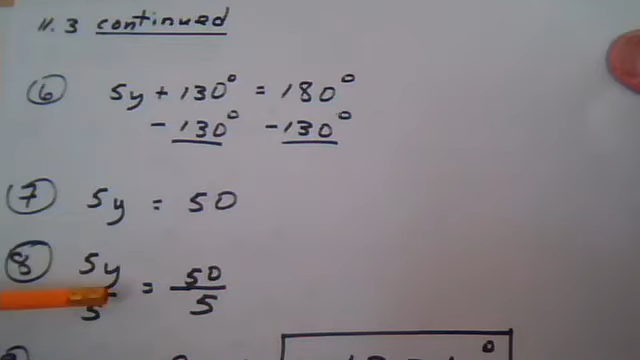 11.3 continued
⑥ 5y + 130° = 180°
- 130° - 130°
⑦ 5y = 50
⑧ 5y/5 = 50/5